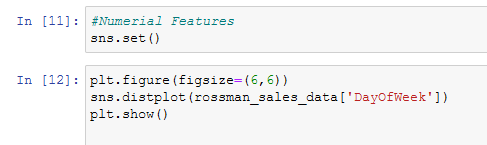 In [11]: #Numerial Features
sns.set()
In [12]: plt.figure(figsize=(6,6))
sns.distplot(rossman_sales_data['DayOfWeek'])
plt.show()